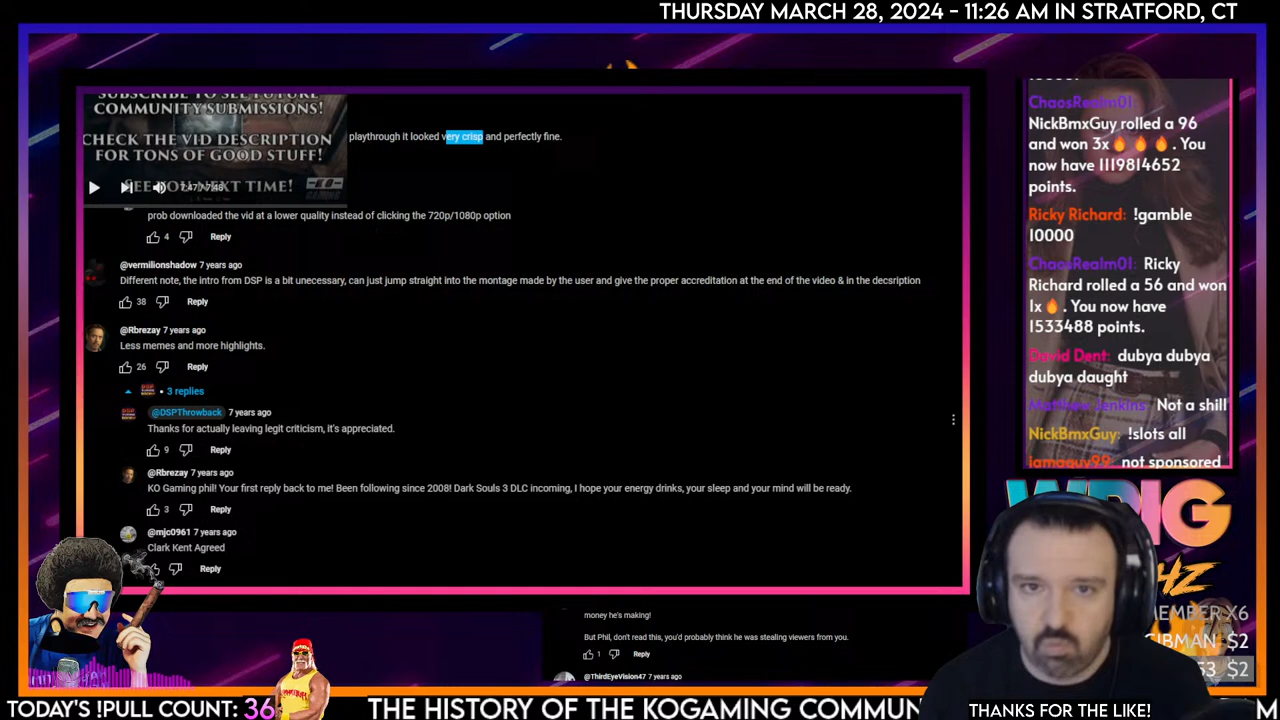 THURSDAY MARCH 28, 2024 - 11:26 AM IN STRATFORD, CT
SUBSCRIBE TO SEE FUTURE
COMMUNITY SUBMISSIONS!
CHECK THE VID DESCRIPTION
FOR TONS OF GOOD STUFF!
SEE YOU NEXT TIME!
playthrough it looked very crisp and perfectly fine.
prob downloaded the vid at a lower quality instead of clicking the 720p/1080p option
4 Reply
@vermilionshadow 7 years ago
Different note, the intro from DSP is a bit unecessary, can just jump straight into the montage made by the user and give the proper accreditation at the end of the video & in the decsription
38 Reply
@Rbrezay 7 years ago
Less memes and more highlights.
26 Reply
• 3 replies
@DSPThrowback 7 years ago
Thanks for actually leaving legit criticism, it's appreciated.
9 Reply
@Rbrezay 7 years ago
KO Gaming phil! Your first reply back to me! Been following since 2008! Dark Souls 3 DLC incoming, I hope your energy drinks, your sleep and your mind will be ready.
3 Reply
@mjc0961 7 years ago
Clark Kent Agreed
Reply
money he's making!
But Phil, don't read this, you'd probably think he was stealing viewers from you.
1 Reply
@ThirdEyeVision47 7 years ago
ChaosRealm01
NickBmxGuy rolled a 96
and won 3x🔥🔥🔥. You
now have 1119814652
points.
Ricky Richard: !gamble
10000
ChaosRealm01: Ricky
Richard rolled a 56 and won
1x🔥. You now have
1533488 points.
David Dent: dubya dubya
dubya daught
Matthew Jenkins Not a shill
NickBmxGuy: !slots all
iamaguy99: not sponsored
EMBER X6
GIBMAN $2
53 $2
TODAY'S !PULL COUNT: 36
THE HISTORY OF THE KOGAMING COMMUN
THANKS FOR THE LIKE!
M